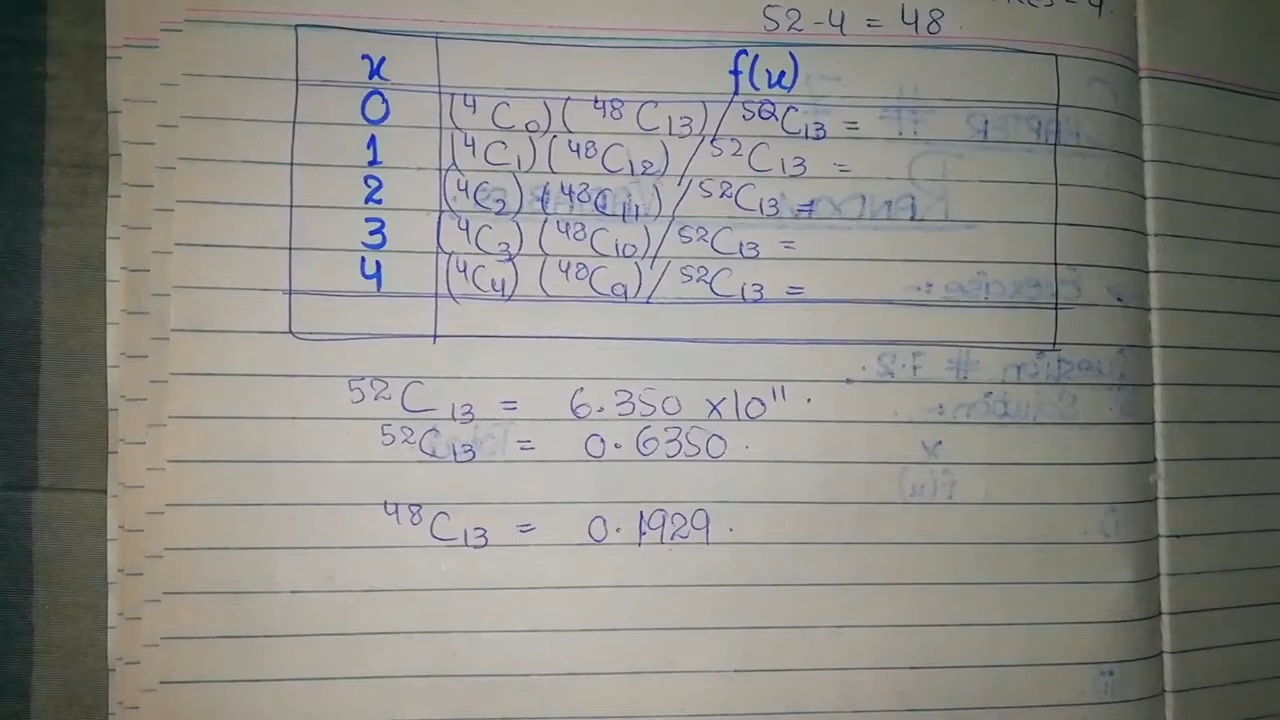 52-4 = 48
x f(x)
0 (⁴C₀)(⁴⁸C₁₃)/⁵²C₁₃ =
1 (⁴C₁)(⁴⁸C₁₂)/⁵²C₁₃ =
2 (⁴C₂)(⁴⁸C₁₁)/⁵²C₁₃ =
3 (⁴C₃)(⁴⁸C₁₀)/⁵²C₁₃ =
4 (⁴C₄)(⁴⁸C₉)/⁵²C₁₃ =
⁵²C₁₃ = 6.350 x10¹¹.
⁵²C₁₃ = 0.6350.
⁴⁸C₁₃ = 0.1929.